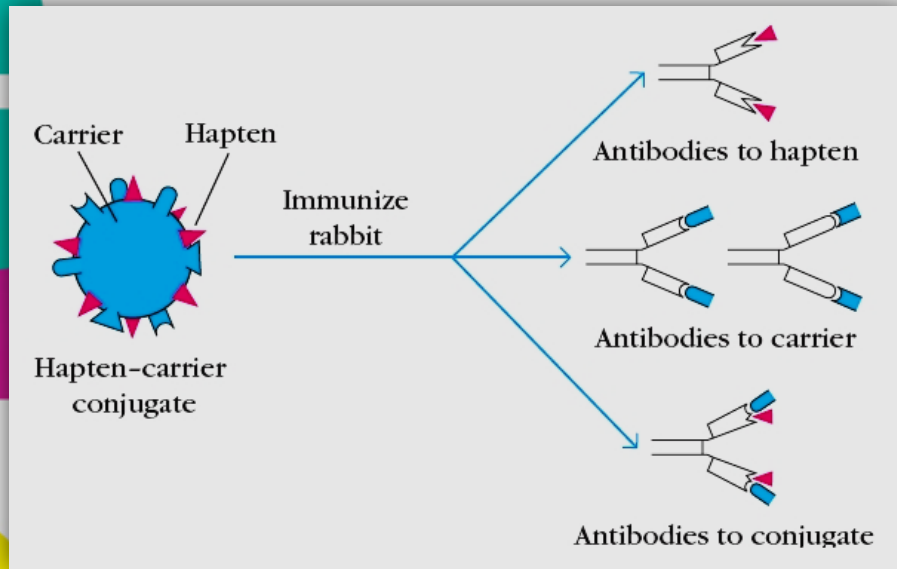 Carrier
Hapten
Immunize
rabbit
Hapten-carrier
conjugate
Antibodies to hapten
Antibodies to carrier
Antibodies to conjugate